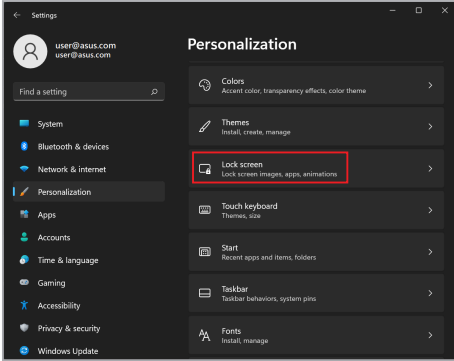 Settings
user@asus.com
user@asus.com
Find a setting
System
Bluetooth & devices
Network & internet
Personalization
Apps
Accounts
Time & language
Gaming
Accessibility
Privacy & security
Windows Update
Personalization
Colors
Accent color, transparency effects, color theme
Themes
Install, create, manage
Lock screen
Lock screen images, apps, animations
Touch keyboard
Themes, size
Start
Recent apps and items, folders
Taskbar
Taskbar behaviors, system pins
Fonts
Install, manage